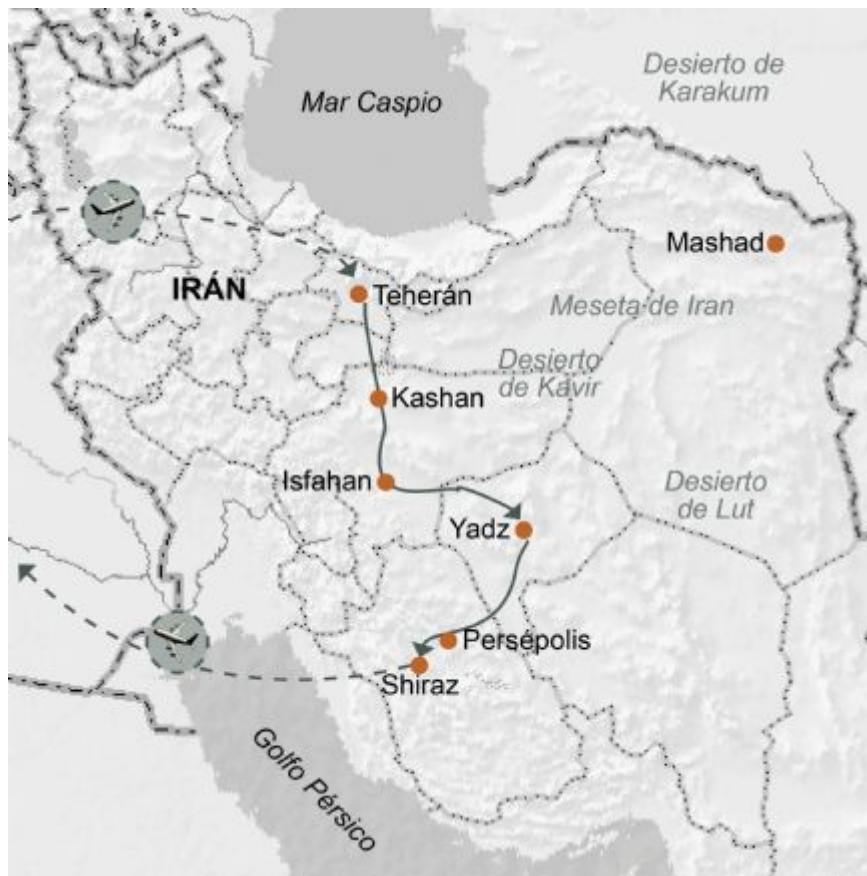 Desierto de
Karakum
Mar Caspio
Mashad
IRÁN
Teherán
Meseta de Iran
Desierto
de Kavir
Kashan
Isfahan
Desierto
de Lut
Yadz
Persépolis
Shiraz
Golfo Pérsico